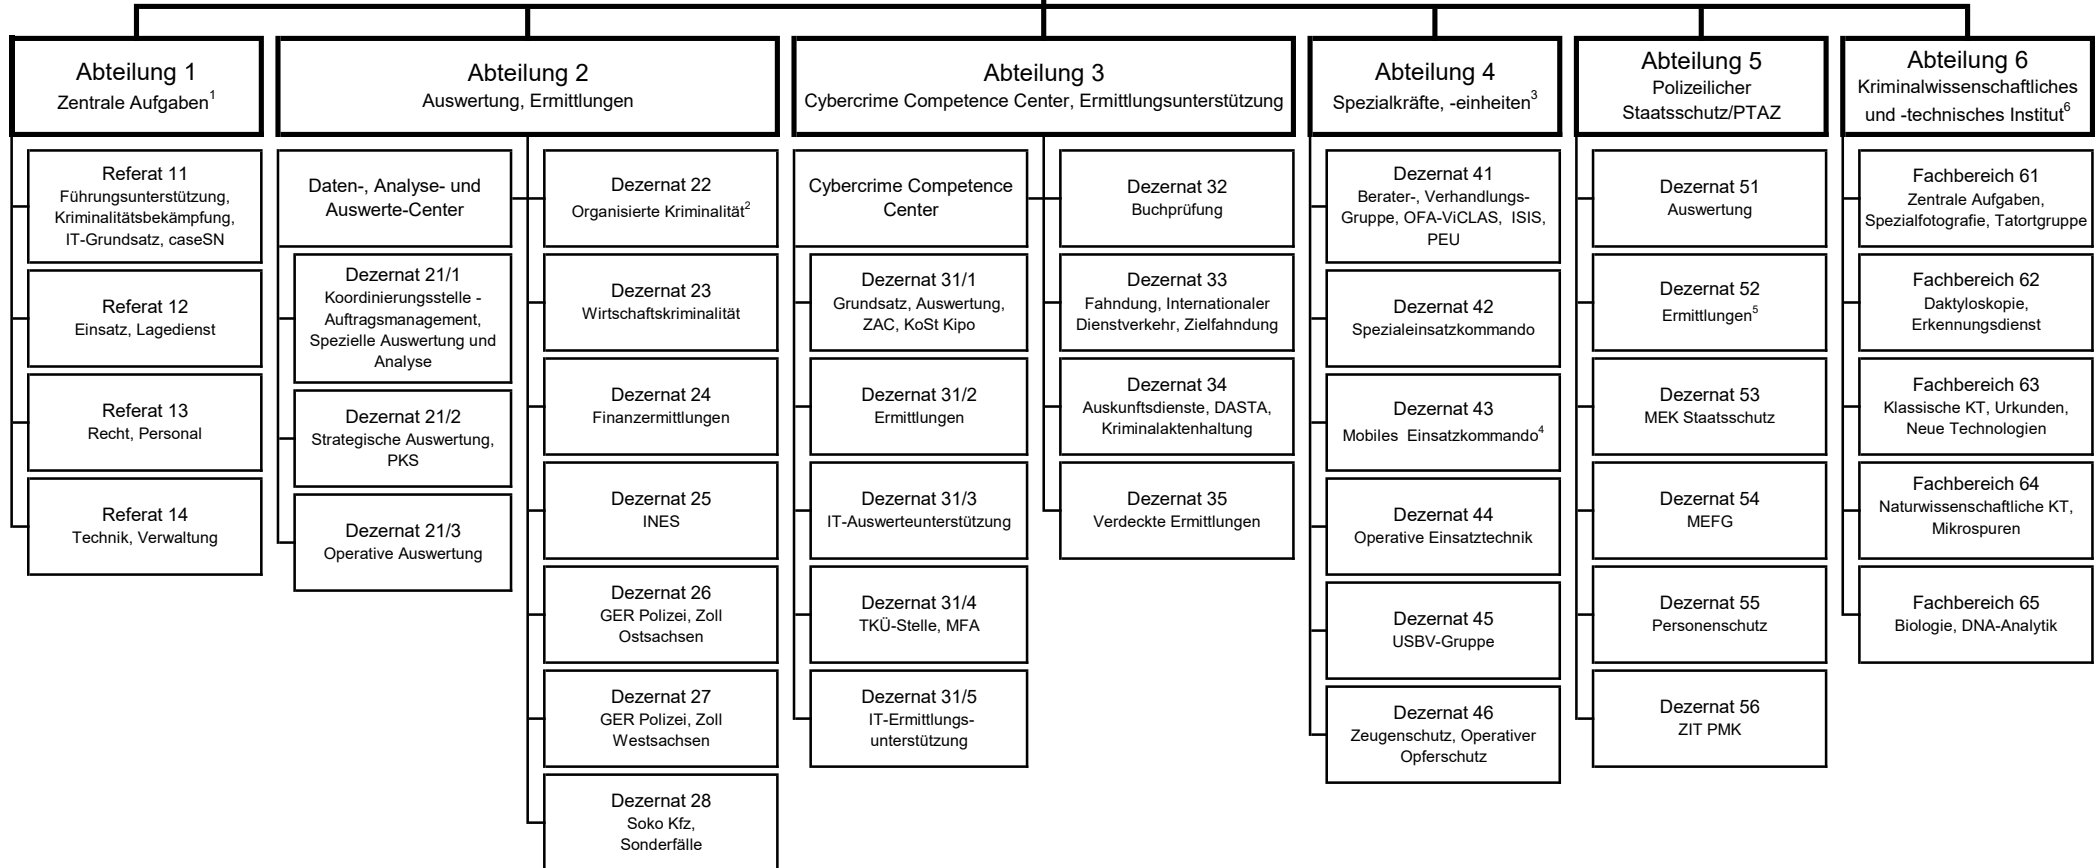 Abteilung 1
Zentrale Aufgaben¹
Referat 11
Führungsunterstützung,
Kriminalitätsbekämpfung,
IT-Grundsatz, caseSN
Referat 12
Einsatz, Lagedienst
Referat 13
Recht, Personal
Referat 14
Technik, Verwaltung
Abteilung 2
Auswertung, Ermittlungen
Daten-, Analyse- und
Auswerte-Center
Dezernat 21/1
Koordinierungsstelle -
Auftragsmanagement,
Spezielle Auswertung und
Analyse
Dezernat 21/2
Strategische Auswertung,
PKS
Dezernat 21/3
Operative Auswertung
Dezernat 22
Organisierte Kriminalität²
Dezernat 23
Wirtschaftskriminalität
Dezernat 24
Finanzermittlungen
Dezernat 25
INES
Dezernat 26
GER Polizei, Zoll
Ostsachsen
Dezernat 27
GER Polizei, Zoll
Westsachsen
Dezernat 28
Soko Kfz,
Sonderfälle
Abteilung 3
Cybercrime Competence Center, Ermittlungsunterstützung
Cybercrime Competence
Center
Dezernat 31/1
Grundsatz, Auswertung,
ZAC, KoSt Kipo
Dezernat 31/2
Ermittlungen
Dezernat 31/3
IT-Auswerteunterstützung
Dezernat 31/4
TKÜ-Stelle, MFA
Dezernat 31/5
IT-Ermittlungs-
unterstützung
Dezernat 32
Buchprüfung
Dezernat 33
Fahndung, Internationaler
Dienstverkehr, Zielfahndung
Dezernat 34
Auskunftsdienste, DASTA,
Kriminalaktenhaltung
Dezernat 35
Verdeckte Ermittlungen
Abteilung 4
Spezialkräfte, -einheiten³
Dezernat 41
Berater-, Verhandlungs-
Gruppe, OFA-ViCLAS, ISIS,
PEU
Dezernat 42
Spezialeinsatzkommando
Dezernat 43
Mobiles Einsatzkommando⁴
Dezernat 44
Operative Einsatztechnik
Dezernat 45
USBV-Gruppe
Dezernat 46
Zeugenschutz, Operativer
Opferschutz
Abteilung 5
Polizeilicher
Staatsschutz/PTAZ
Dezernat 51
Auswertung
Dezernat 52
Ermittlungen⁵
Dezernat 53
MEK Staatsschutz
Dezernat 54
MEFG
Dezernat 55
Personenschutz
Dezernat 56
ZIT PMK
Abteilung 6
Kriminalwissenschaftliches
und -technisches Institut⁶
Fachbereich 61
Zentrale Aufgaben,
Spezialfotografie, Tatortgruppe
Fachbereich 62
Daktyloskopie,
Erkennungsdienst
Fachbereich 63
Klassische KT, Urkunden,
Neue Technologien
Fachbereich 64
Naturwissenschaftliche KT,
Mikrospuren
Fachbereich 65
Biologie, DNA-Analytik